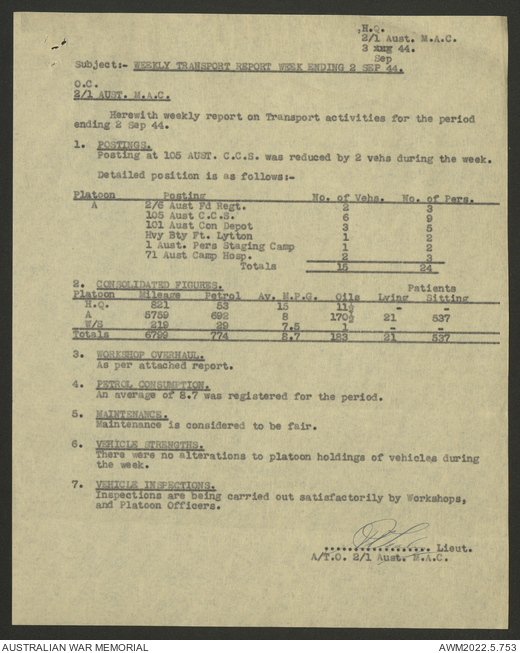 H.Q.
2/1 Aust. M.A.C.
3 44.
Sep
Subject:- WEEKLY TRANSPORT REPORT WEEK ENDING 2 SEP 44.
O.C.
2/1 AUST. M.A.C.
Herewith weekly report on Transport activities for the period
ending 2 Sep 44.
1. POSTINGS.
Posting at 105 AUST. C.C.S. was reduced by 2 vehs during the week.
Detailed position is as follows:-
Platoon Posting No. of Vehs. No. of Pers.
A 2/6 Aust Fd Regt. 2 3
105 Aust C.C.S. 6 9
101 Aust Con Depot 3 5
Hvy Bty Ft. Lytton 1 2
1 Aust. Pers Staging Camp 1 2
71 Aust Camp Hosp. 2 3
Totals 15 24
2. CONSOLIDATED FIGURES. Patients
Platoon Mileage Petrol Av. M.P.G. Oils Lying Sitting
H.Q. 821 53 15 11½ - -
A 5759 692 8 170½ 21 537
W/S 219 29 7.5 1 - -
Totals 6799 774 8.7 183 21 537
3. WORKSHOP OVERHAUL.
As per attached report.
4. PETROL CONSUMPTION.
An average of 8.7 was registered for the period.
5. MAINTENANCE.
Maintenance is considered to be fair.
6. VEHICLE STRENGTHS.
There were no alterations to platoon holdings of vehicles during
the week.
7. VEHICLE INSPECTIONS.
Inspections are being carried out satisfactorily by Workshops,
and Platoon Officers.
.................. Lieut.
A/T.O. 2/1 Aust. M.A.C.
AUSTRALIAN WAR MEMORIAL AWM2022.5.753